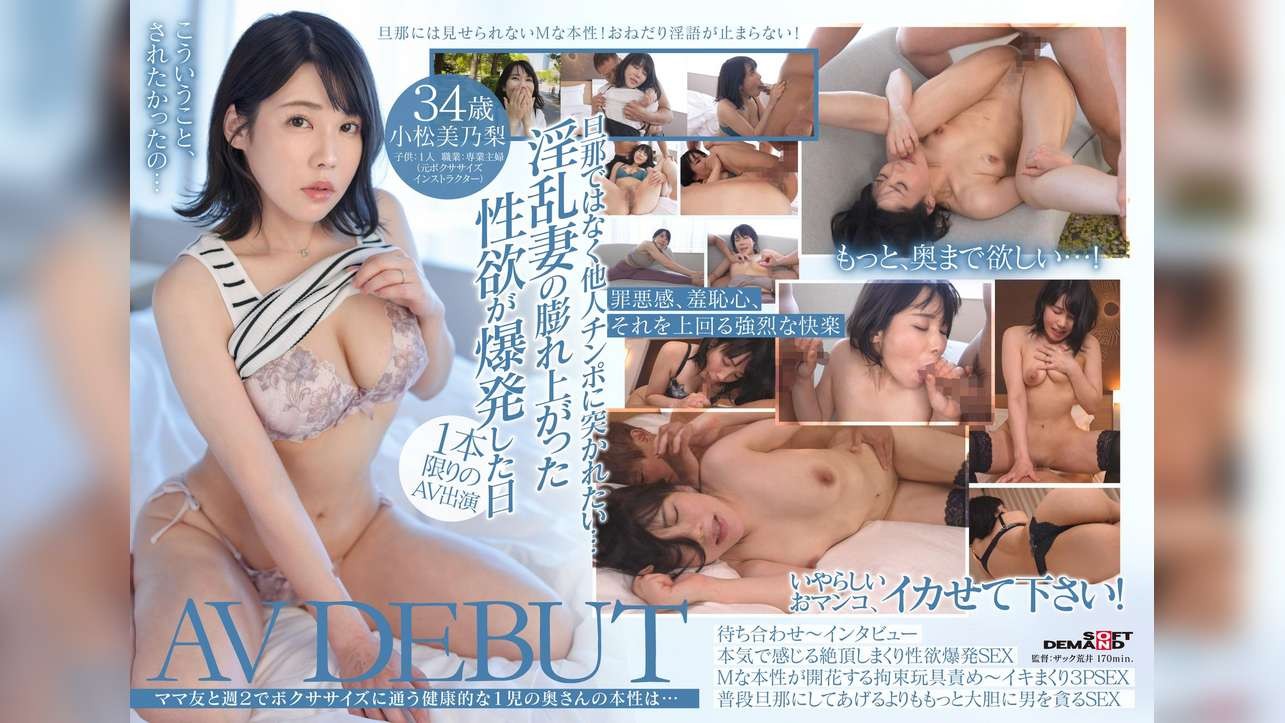 こういうこと、
されたかったの…
旦那には見せられないMな本性！おねだり淫語が止まらない！
34歳
小松美乃梨
子供：1人 職業：専業主婦
（元ボクササイズ
インストラクター）
旦那ではなく他人チンポに突かれたい…
淫乱妻の膨れ上がった
性欲が爆発した日
1本
限りの
AV出演
もっと、奥まで欲しい…！
罪悪感、羞恥心、
それを上回る強烈な快楽
いやらしい
おマンコ、イカせて下さい！
AV DEBUT
ママ友と週2でボクササイズに通う健康的な1児の奥さんの本性は…
待ち合わせ～インタビュー
本気で感じる絶頂しまくり性欲爆発SEX
Mな本性が開花する拘束玩具責め～イキまくり3PSEX
普段旦那にしてあげるよりももっと大胆に男を貪るSEX
SOFT
ON
DEMAND
監督：ザック荒井 170min.